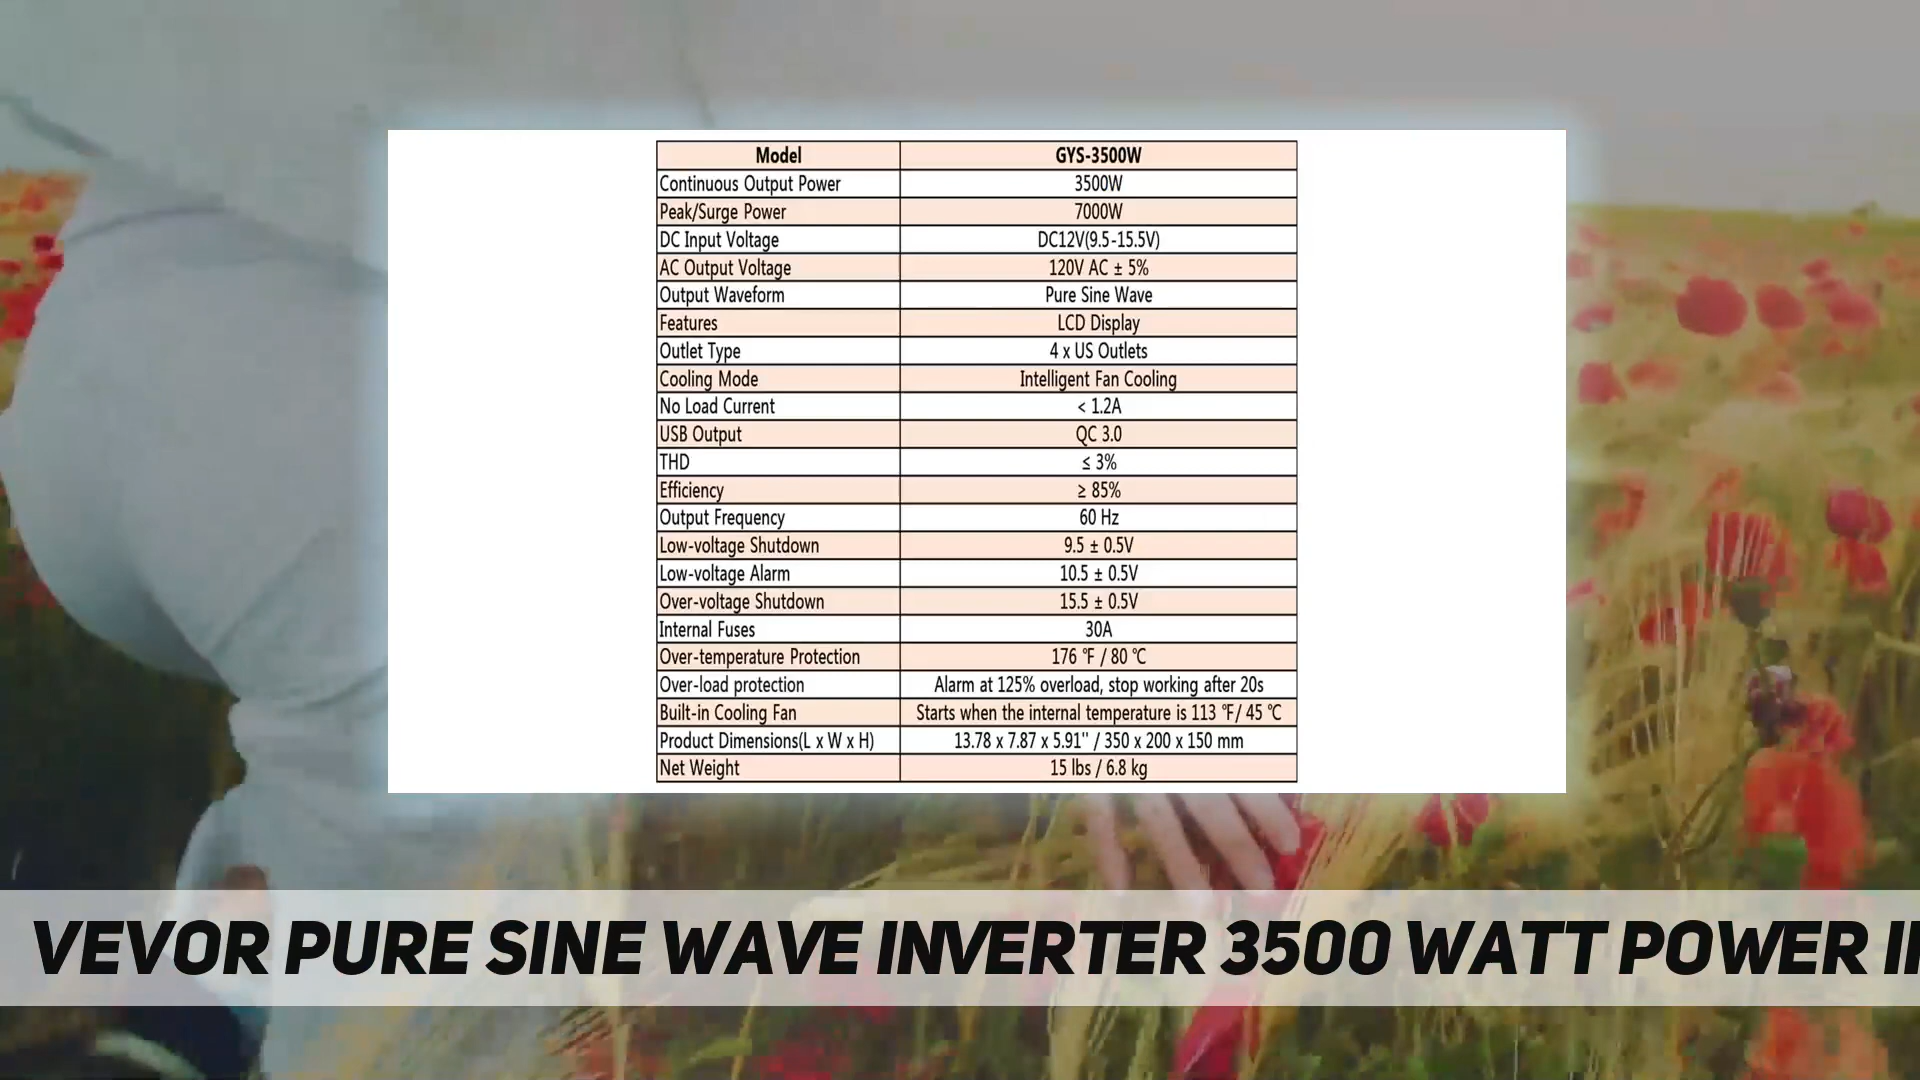 Model GYS-3500W
Continuous Output Power 3500W
Peak/Surge Power 7000W
DC Input Voltage DC12V(9.5-15.5V)
AC Output Voltage 120V AC ± 5%
Output Waveform Pure Sine Wave
Features LCD Display
Outlet Type 4 x US Outlets
Cooling Mode Intelligent Fan Cooling
No Load Current < 1.2A
USB Output QC 3.0
THD ≤ 3%
Efficiency ≥ 85%
Output Frequency 60 Hz
Low-voltage Shutdown 9.5 ± 0.5V
Low-voltage Alarm 10.5 ± 0.5V
Over-voltage Shutdown 15.5 ± 0.5V
Internal Fuses 30A
Over-temperature Protection 176 ℉ / 80 ℃
Over-load protection Alarm at 125% overload, stop working after 20s
Built-in Cooling Fan Starts when the internal temperature is 113 ℉/ 45 ℃
Product Dimensions(L x W x H) 13.78 x 7.87 x 5.91'' / 350 x 200 x 150 mm
Net Weight 15 lbs / 6.8 kg
VEVOR PURE SINE WAVE INVERTER 3500 WATT POWER